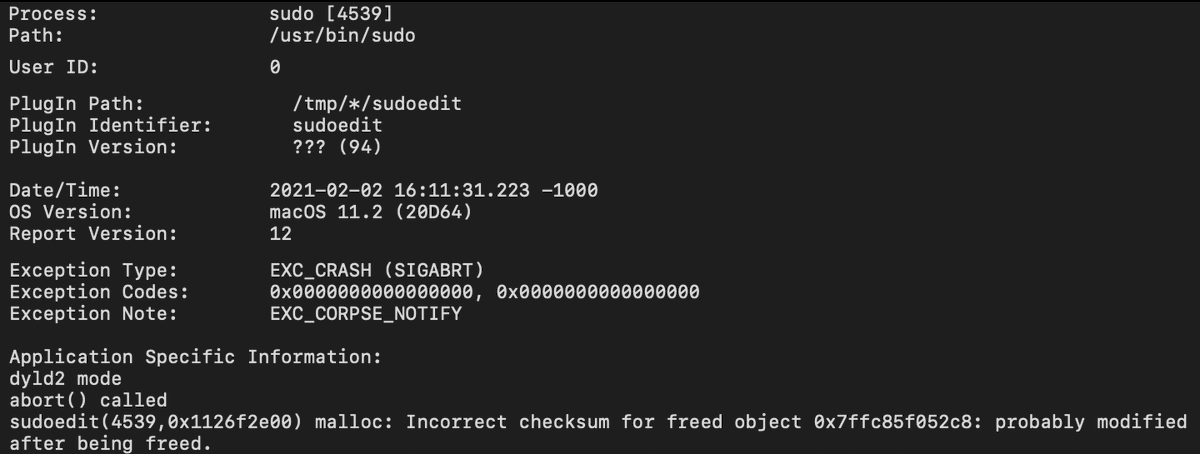 Process: sudo [4539]
Path: /usr/bin/sudo
User ID: 0
PlugIn Path: /tmp/*/sudoedit
PlugIn Identifier: sudoedit
PlugIn Version: ??? (94)
Date/Time: 2021-02-02 16:11:31.223 -1000
OS Version: macOS 11.2 (20D64)
Report Version: 12
Exception Type: EXC_CRASH (SIGABRT)
Exception Codes: 0x0000000000000000, 0x0000000000000000
Exception Note: EXC_CORPSE_NOTIFY
Application Specific Information:
dyld2 mode
abort() called
sudoedit(4539,0x1126f2e00) malloc: Incorrect checksum for freed object 0x7ffc85f052c8: probably modified
after being freed.